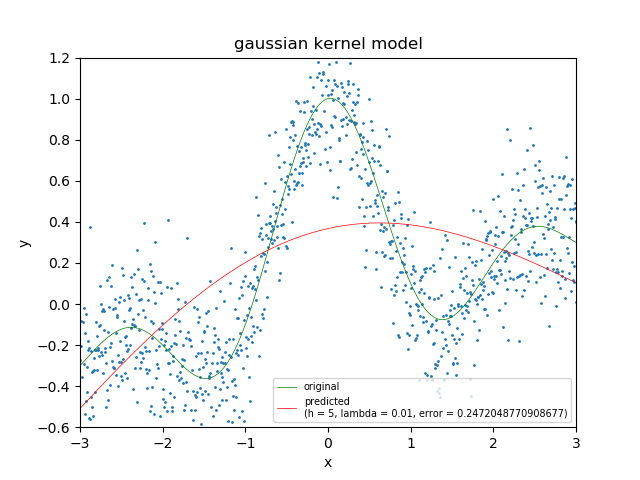 gaussian kernel model
1.2
1.0
0.8
0.6
0.4
0.2
0.0
−0.2
−0.4
−0.6
y
−3
−2
−1
0
1
2
3
x
original
predicted
(h = 5, lambda = 0.01, error = 0.2472048770908677)